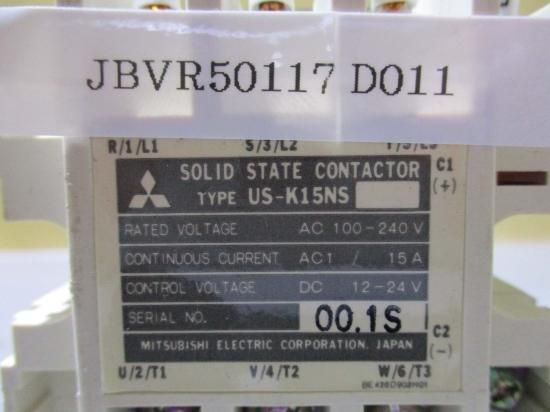 JBVR50117 D011
R/1/L1 S/3/L2 T/5/L3
SOLID STATE CONTACTOR
TYPE US-K15NS
C1
(+)
RATED VOLTAGE AC 100-240 V
CONTINUOUS CURRENT AC1 / 15 A
CONTROL VOLTAGE DC 12-24 V
SERIAL NO. 00.1S
C2
(-)
MITSUBISHI ELECTRIC CORPORATION, JAPAN
U/2/T1 V/4/T2 W/6/T3